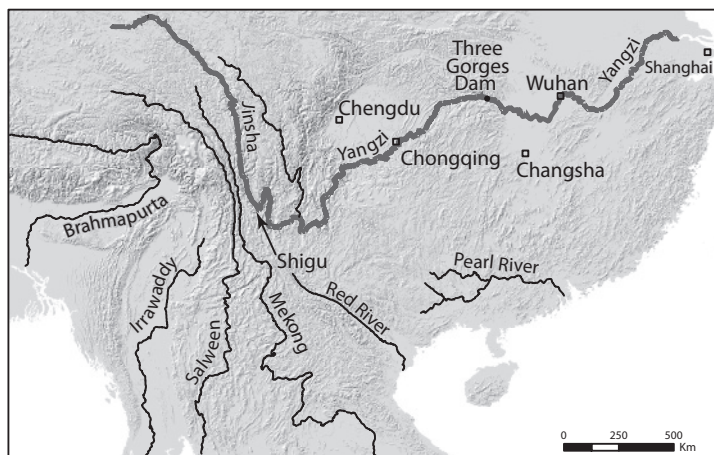 Three
Gorges
Dam
Wuhan
Yangzi
Shanghai
Jinsha
Chengdu
Yangzi
Chongqing
Changsha
Brahmapurta
Shigu
Pearl River
Irrawaddy
Salween
Mekong
Red River
0 250 500
Km